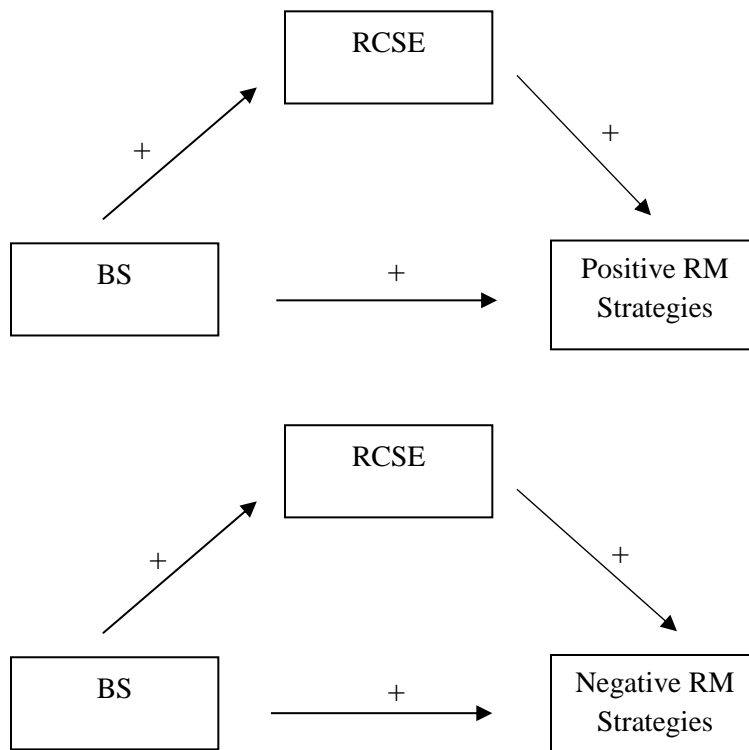 RCSE
+
+
BS
+
Positive RM
Strategies
RCSE
+
+
BS
+
Negative RM
Strategies